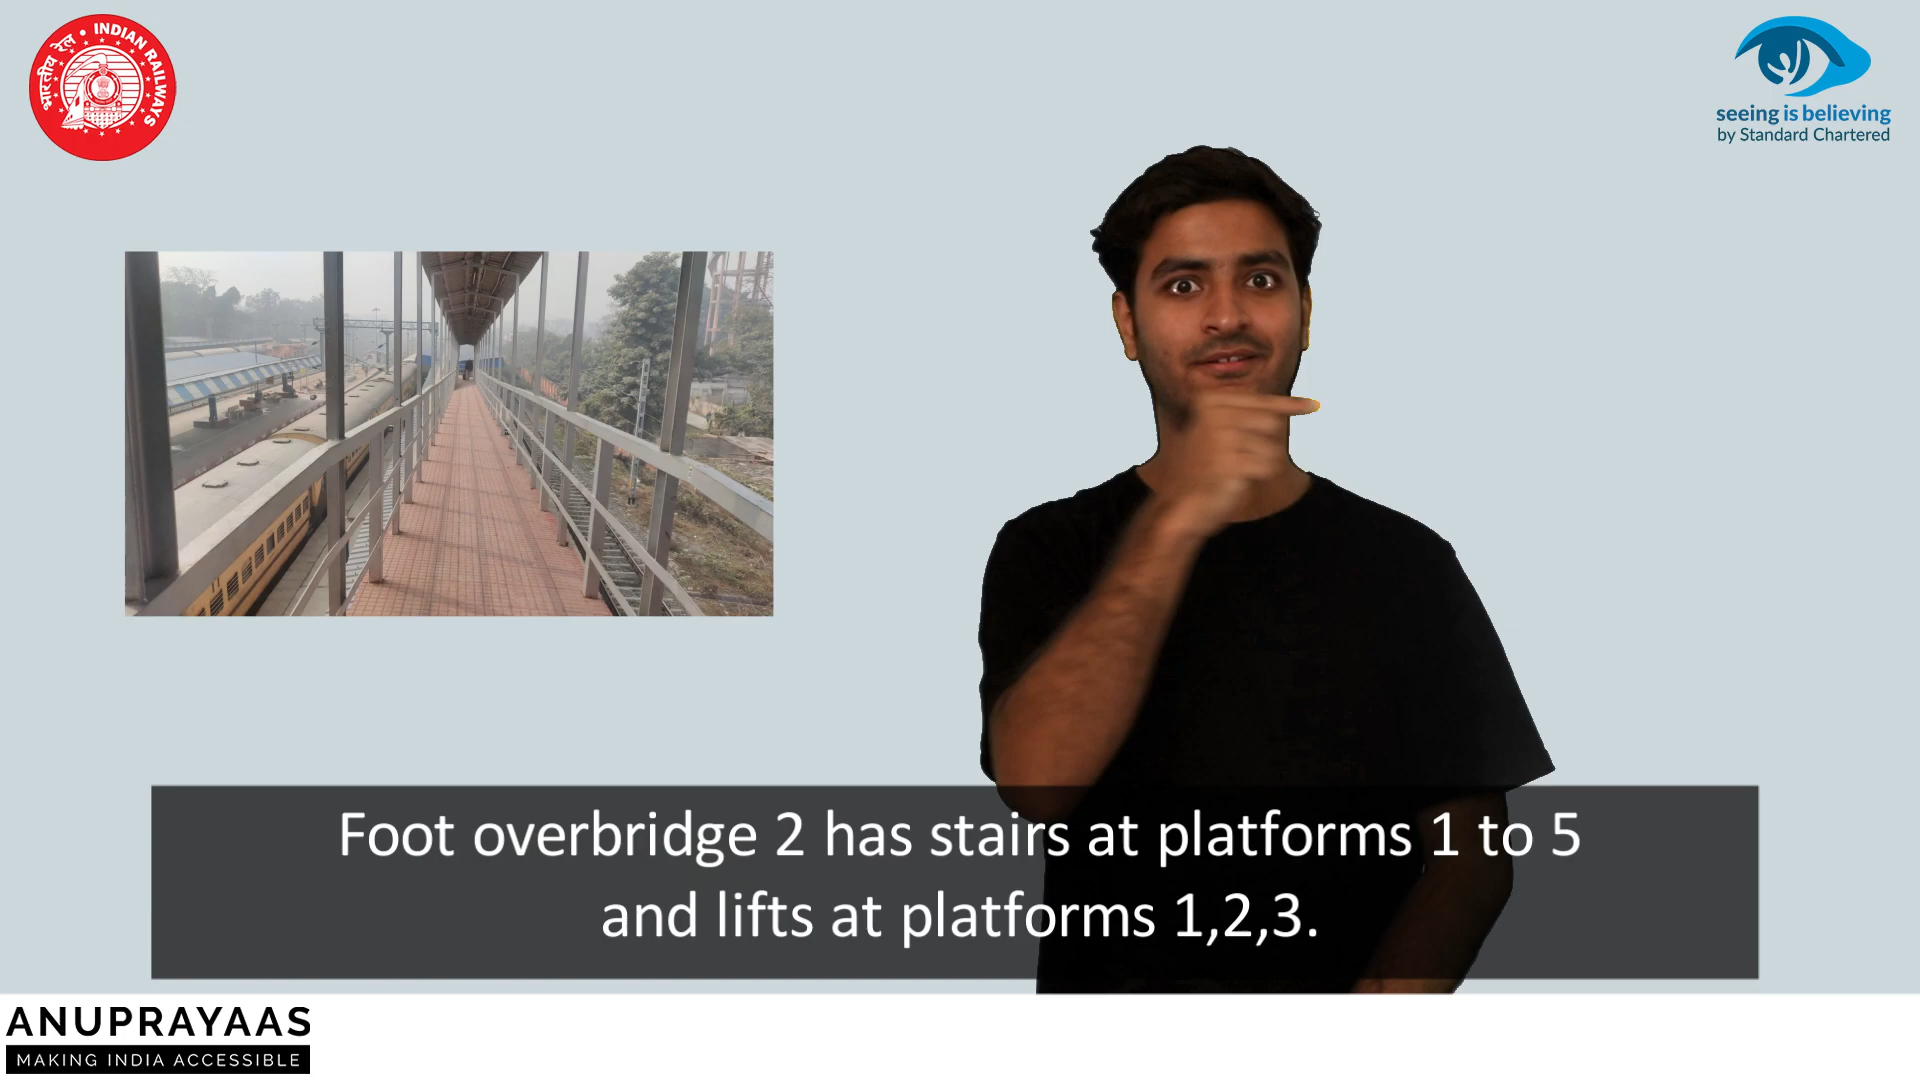 भारतीय रेल • INDIAN RAILWAYS
seeing is believing
by Standard Chartered
Foot overbridge 2 has stairs at platforms 1 to 5
and lifts at platforms 1,2,3.
ANUPRAYAAS
MAKING INDIA ACCESSIBLE